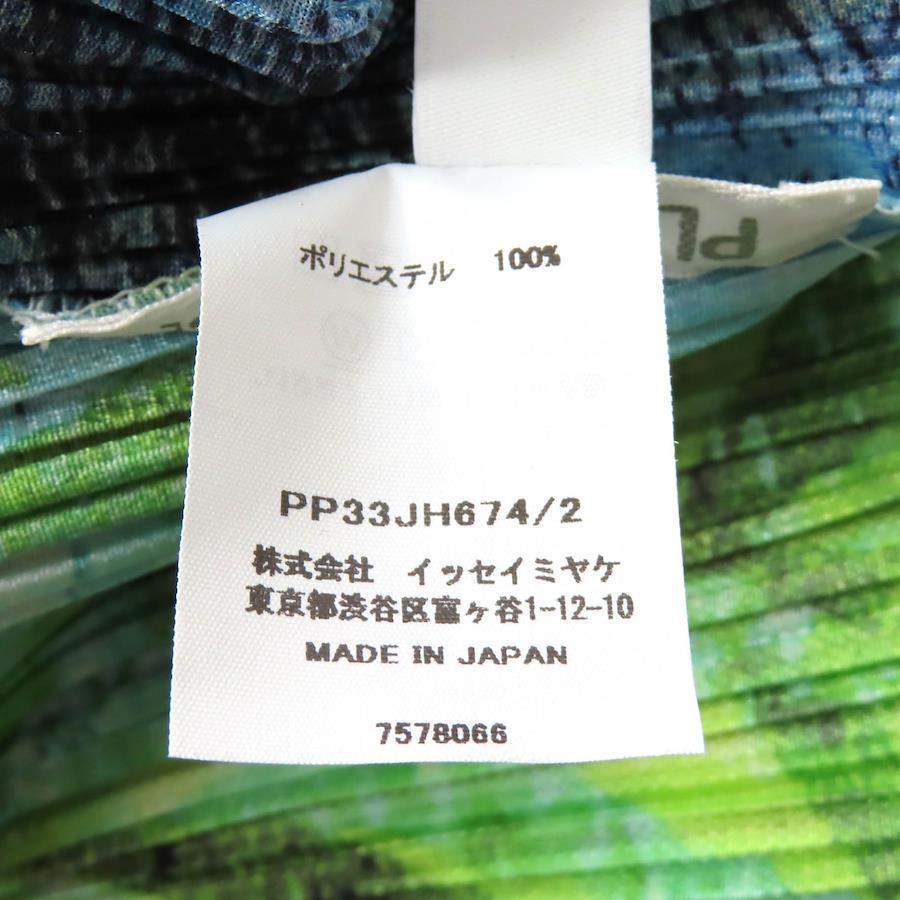 ポリエステル 100%
PP33JH674/2
株式会社 イッセイミヤケ
東京都渋谷区富ヶ谷1-12-10
MADE IN JAPAN
7578066